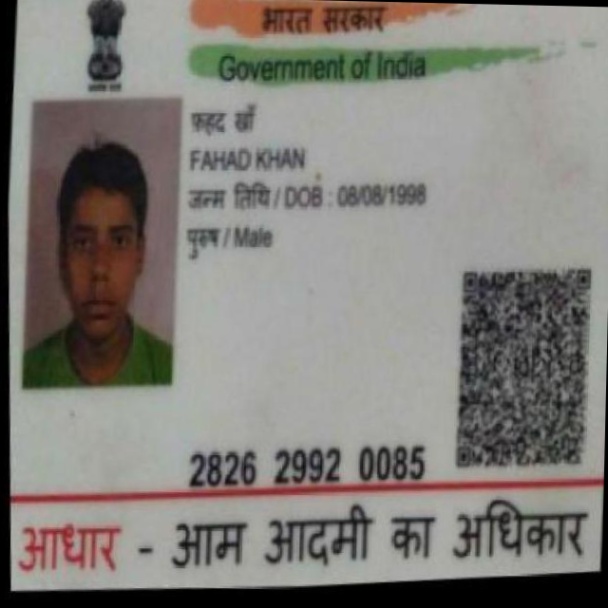 भारत सरकार
Government of India
फ़हद खाँ
FAHAD KHAN
जन्म तिथि / DOB : 08/08/1998
पुरुष / Male
2826 2992 0085
आधार - आम आदमी का अधिकार